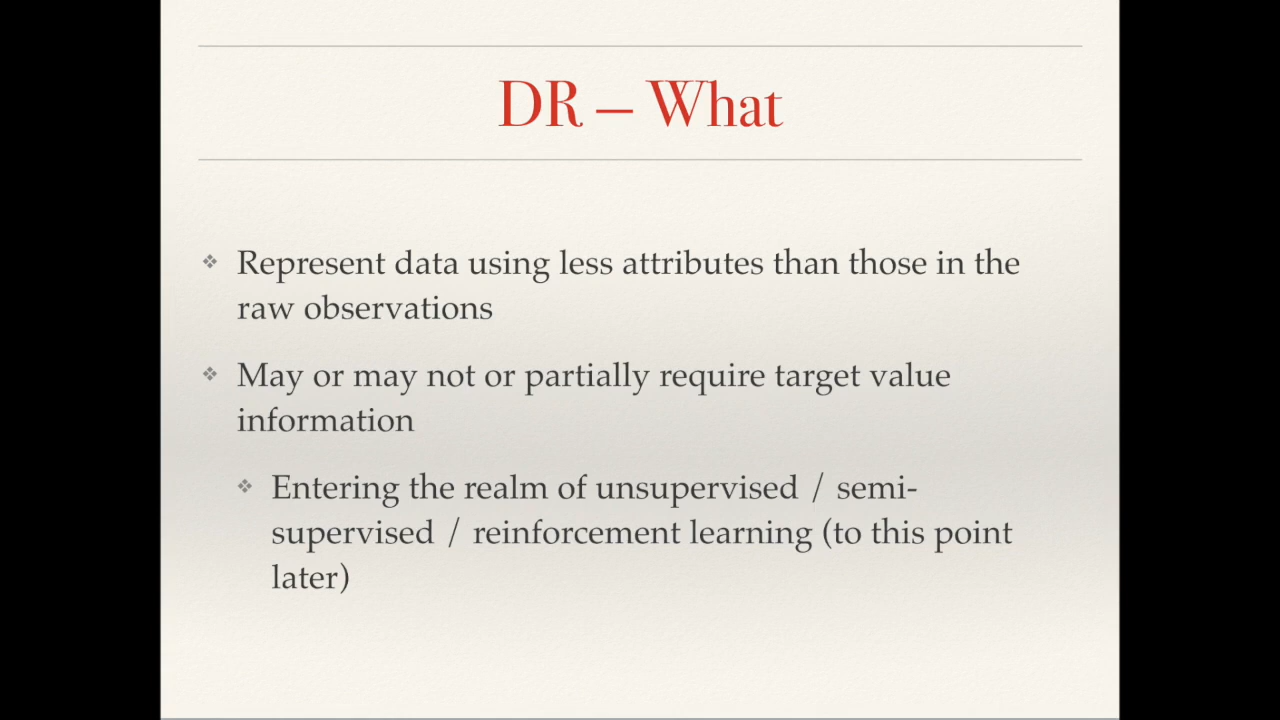 DR – What
❖ Represent data using less attributes than those in the
raw observations
❖ May or may not or partially require target value
information
❖ Entering the realm of unsupervised / semi-
supervised / reinforcement learning (to this point
later)